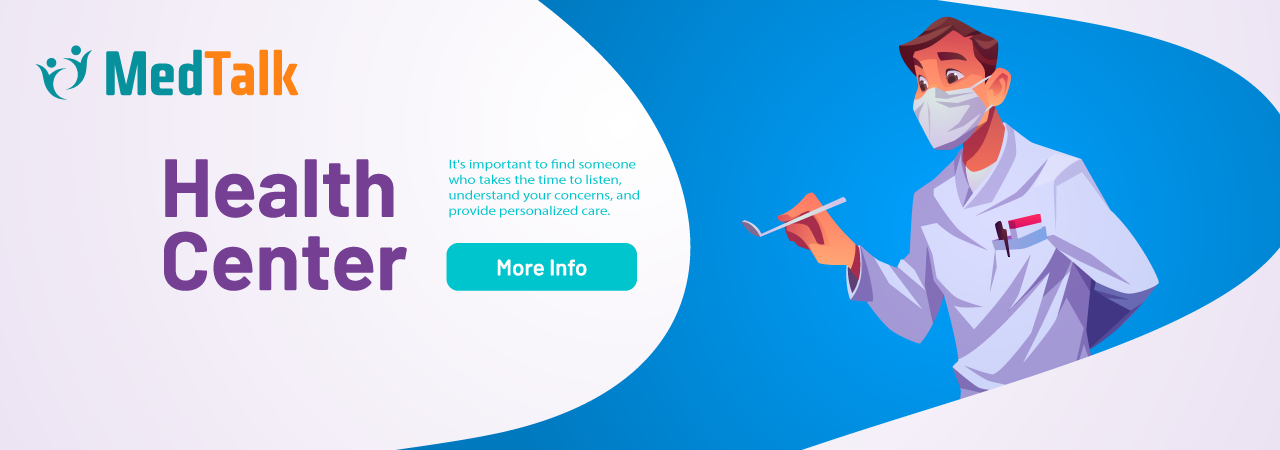 MedTalk
Health
Center
It's important to find someone
who takes the time to listen,
understand your concerns, and
provide personalized care.
More Info